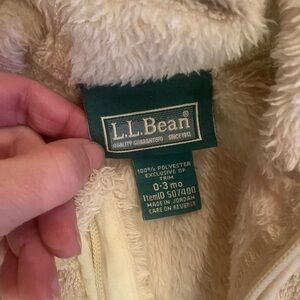 L.L.Bean®
QUALITY GUARANTEED SINCE 1912
100% POLYESTER
EXCLUSIVE OF
TRIM
0-3 mo
ItemID 507400
MADE IN JORDAN
CARE ON REVERSE